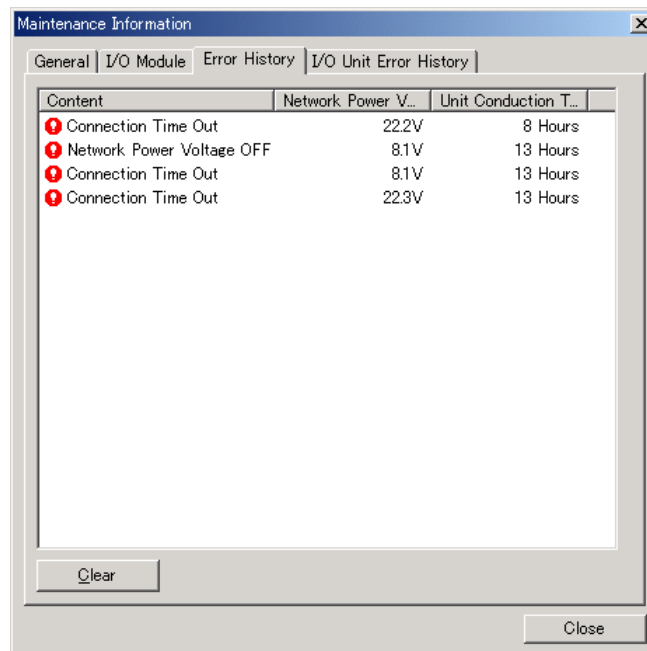 Maintenance Information
General I/O Module Error History I/O Unit Error History
Content Network Power V... Unit Conduction T...
Connection Time Out 22.2V 8 Hours
Network Power Voltage OFF 8.1V 13 Hours
Connection Time Out 8.1V 13 Hours
Connection Time Out 22.3V 13 Hours
Clear
Close